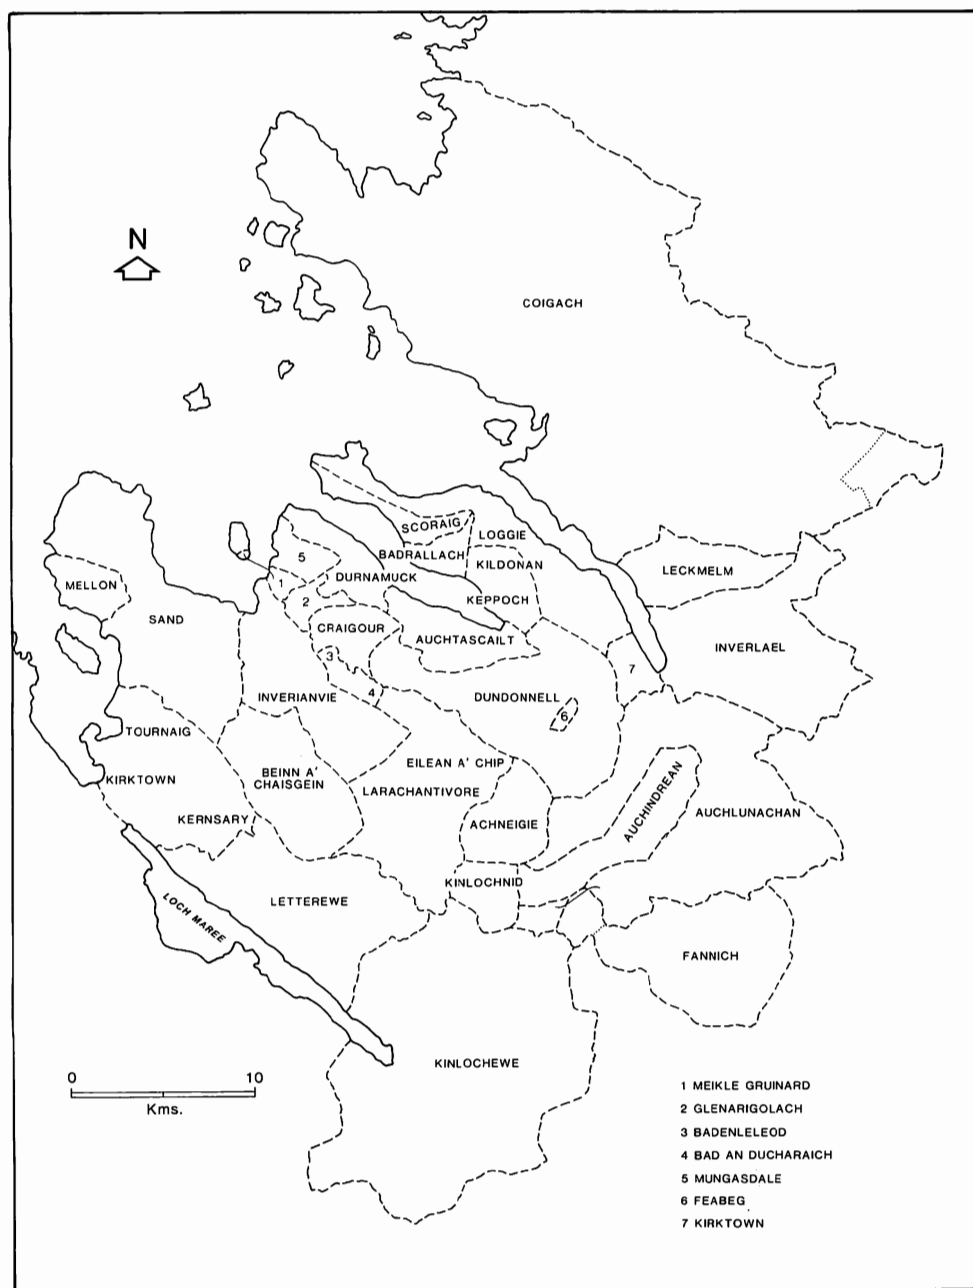 N
COIGACH
SCORAIG
LOGGIE
BADRALLACH
5
KILDONAN
LECKMELM
DURNAMUCK
1
MELLON
2
KEPPOCH
SAND
CRAIGOUR
AUCHTASCAILT
INVERLAEL
3
7
4
INVERIANVIE
DUNDONNELL
6
TOURNAIG
EILEAN A' CHIP
BEINN A'
CHAISGEIN
KIRKTOWN
LARACHANTIVORE
AUCHINDREAN
AUCHLUNACHAN
KERNSARY
ACHNEIGIE
KINLOCHNID
LETTEREWE
LOCH MAREE
FANNICH
KINLOCHEWE
0 10
Kms.
1 MEIKLE GRUINARD
2 GLENARIGOLACH
3 BADENLELEOD
4 BAD AN DUCHARAICH
5 MUNGASDALE
6 FEABEG
7 KIRKTOWN